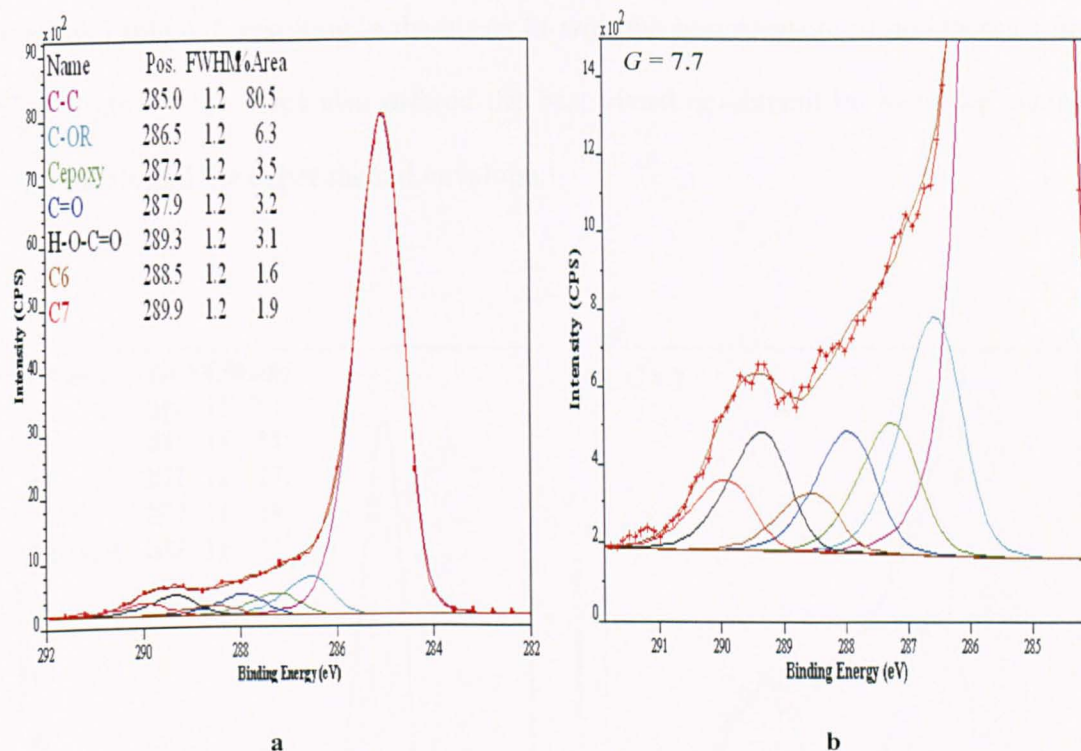 x 10²
Name Pos. FWHM %Area
C-C 285.0 1.2 80.5
C-OR 286.5 1.2 6.3
Cepoxy 287.2 1.2 3.5
C=O 287.9 1.2 3.2
H-O-C=O 289.3 1.2 3.1
C6 288.5 1.2 1.6
C7 289.9 1.2 1.9
90
80
70
60
50
40
30
20
10
0
Intensity (CPS)
292 290 288 286 284 282
Binding Energy (eV)
a
x 10²
G = 7.7
14
12
10
8
6
4
2
0
Intensity (CPS)
291 290 289 288 287 286 285
Binding Energy (eV)
b